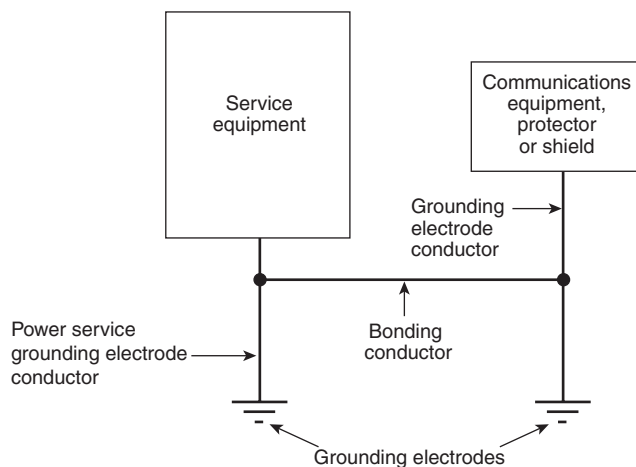 Service
equipment
Communications
equipment,
protector
or shield
Grounding
electrode
conductor
Power service
grounding electrode
conductor
Bonding
conductor
Grounding electrodes